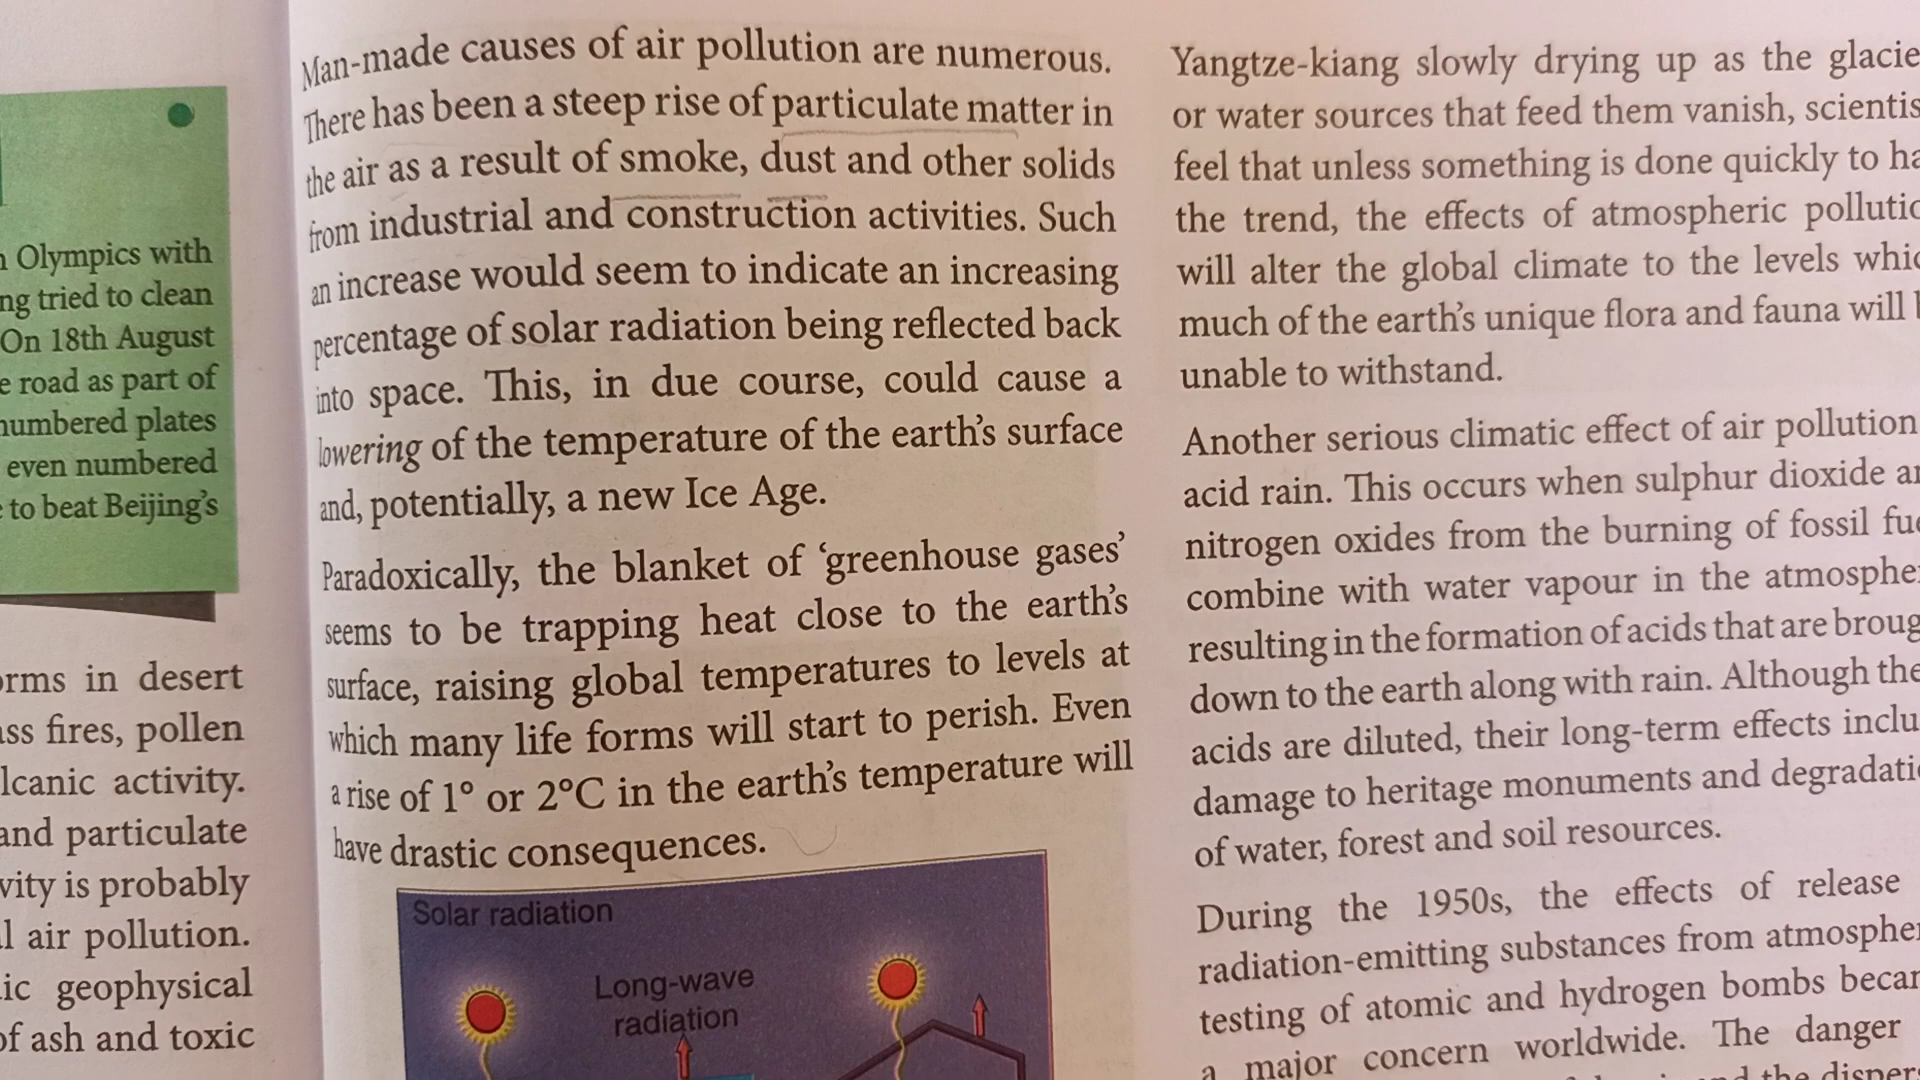 Olympics with
ng tried to clean
On 18th August
e road as part of
numbered plates
even numbered
to beat Beijing's
orms in desert
ss fires, pollen
lcanic activity.
and particulate
vity is probably
l air pollution.
ic geophysical
of ash and toxic
Man-made causes of air pollution are numerous.
There has been a steep rise of particulate matter in
the air as a result of smoke, dust and other solids
from industrial and construction activities. Such
an increase would seem to indicate an increasing
percentage of solar radiation being reflected back
into space. This, in due course, could cause a
lowering of the temperature of the earth's surface
and, potentially, a new Ice Age.
Paradoxically, the blanket of 'greenhouse gases'
seems to be trapping heat close to the earth's
surface, raising global temperatures to levels at
which many life forms will start to perish. Even
a rise of 1° or 2°C in the earth's temperature will
have drastic consequences.
Solar radiation
Long-wave
radiation
Yangtze-kiang slowly drying up as the glacie
or water sources that feed them vanish, scientis
feel that unless something is done quickly to ha
the trend, the effects of atmospheric pollutio
will alter the global climate to the levels whic
much of the earth's unique flora and fauna will
unable to withstand.
Another serious climatic effect of air pollution
acid rain. This occurs when sulphur dioxide an
nitrogen oxides from the burning of fossil fue
combine with water vapour in the atmospher
resulting in the formation of acids that are broug
down to the earth along with rain. Although the
acids are diluted, their long-term effects inclu
damage to heritage monuments and degradatio
of water, forest and soil resources.
During the 1950s, the effects of release
radiation-emitting substances from atmospher
testing of atomic and hydrogen bombs becam
a major concern worldwide. The danger
and the dispers